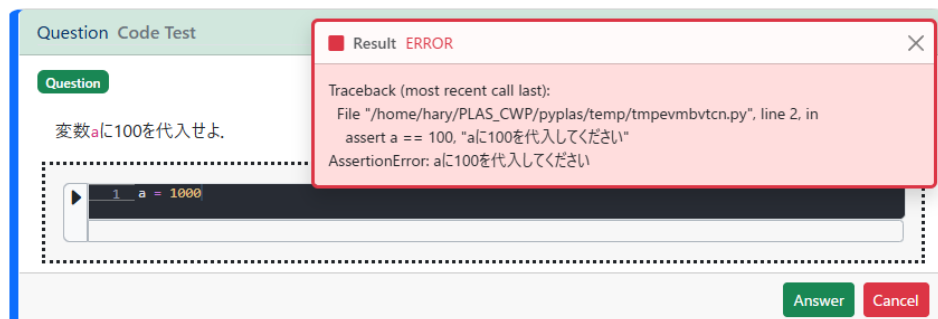 Question Code Test
Result ERROR
Question
変数aに100を代入せよ.
Traceback (most recent call last):
File "/home/hary/PLAS_CWP/pyplas/temp/tmpevmbvtcn.py", line 2, in
assert a == 100, "aに100を代入してください"
AssertionError: aに100を代入してください
1 a = 1000
Answer Cancel